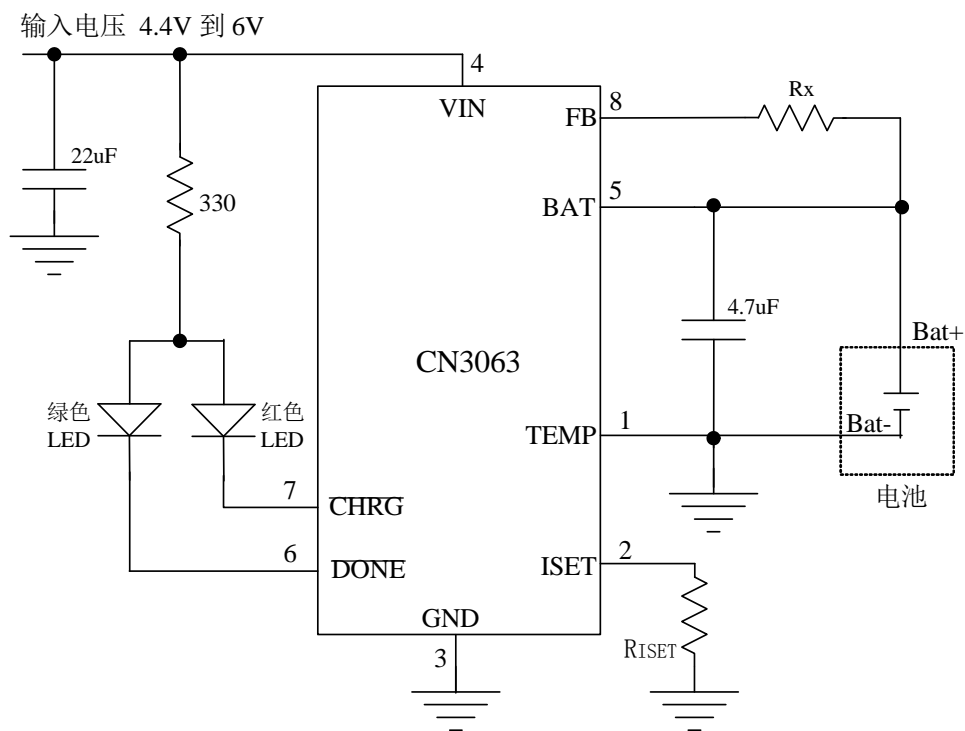 输入电压 4.4V 到 6V
4
VIN
8
FB
Rx
22uF
330
5
BAT
4.7uF
CN3063
Bat+
绿色
LED
红色
LED
Bat-
1
TEMP
电池
7
CHRG
6
DONE
2
ISET
GND
3
RISET